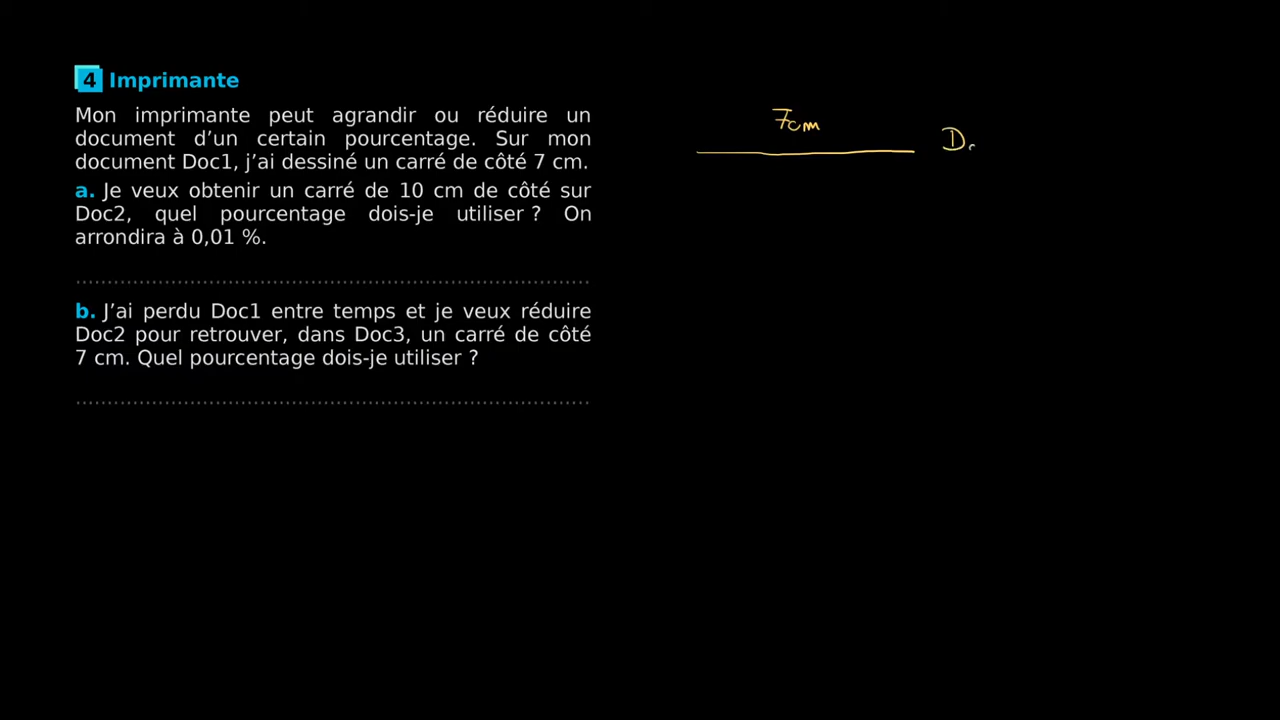 4 Imprimante
Mon imprimante peut agrandir ou réduire un
document d’un certain pourcentage. Sur mon
document Doc1, j’ai dessiné un carré de côté 7 cm.
a. Je veux obtenir un carré de 10 cm de côté sur
Doc2, quel pourcentage dois-je utiliser ? On
arrondira à 0,01 %.
b. J’ai perdu Doc1 entre temps et je veux réduire
Doc2 pour retrouver, dans Doc3, un carré de côté
7 cm. Quel pourcentage dois-je utiliser ?
7cm
D